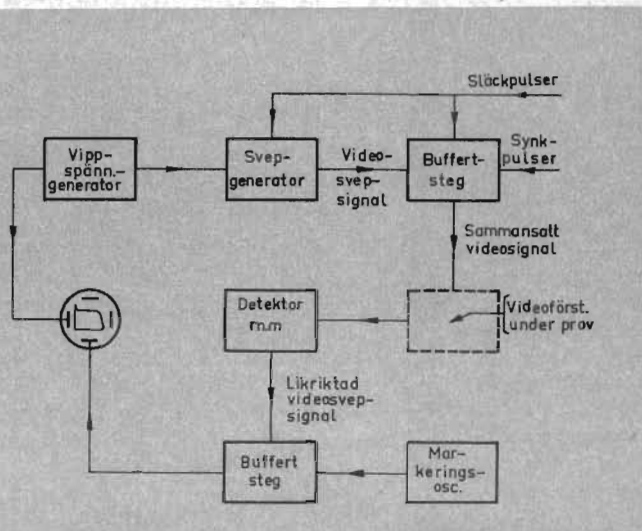 Släckpulser
Vipp-
spänn.-
generator
Svep-
generator
Video-
svep-
signal
Buffert-
steg
Synk-
pulser
Sammansatt
videosignal
Detektor
m.m
Videoförst.
under prov
Likriktad
videosvep-
signal
Buffert
steg
Mar-
kerings-
osc.